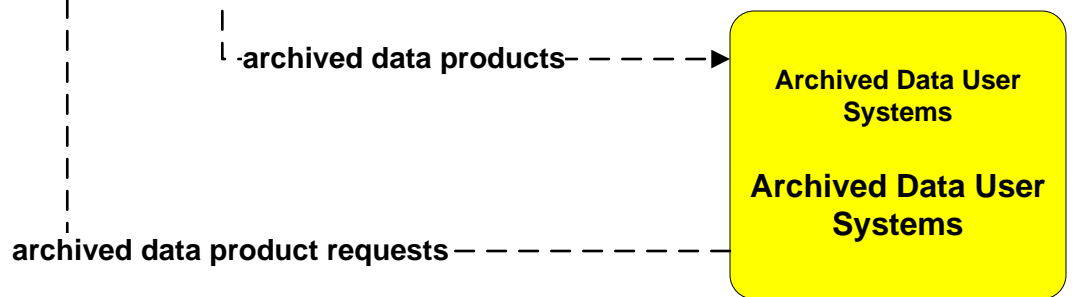 archived data products
Archived Data User
Systems
Archived Data User
Systems
archived data product requests